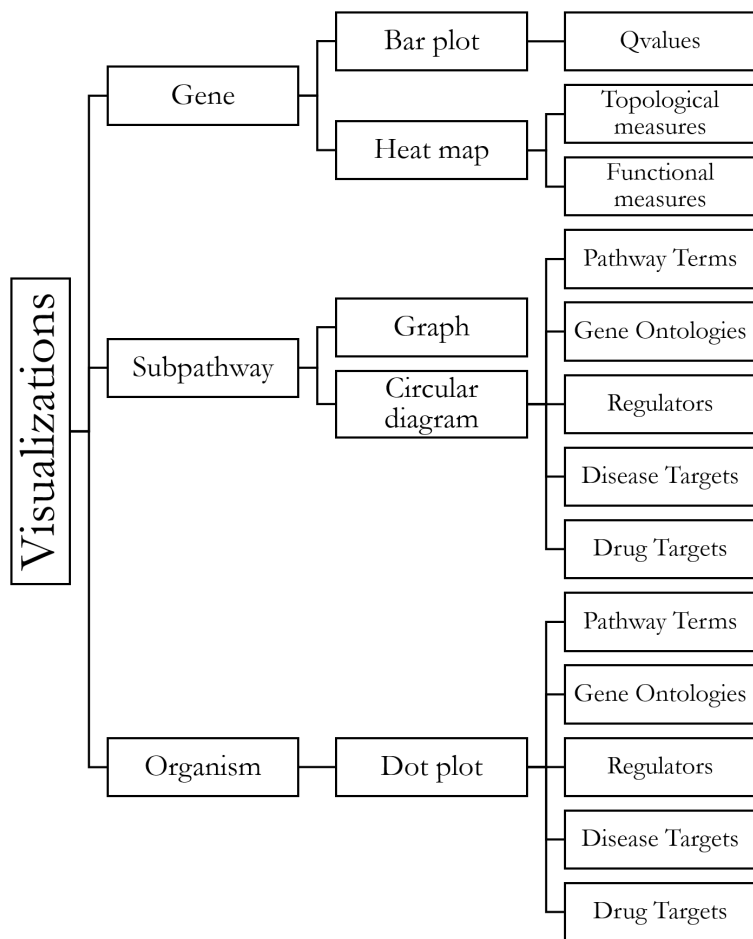 Visualizations
Gene
Bar plot
Qvalues
Heat map
Topological
measures
Functional
measures
Subpathway
Graph
Circular
diagram
Pathway Terms
Gene Ontologies
Regulators
Disease Targets
Drug Targets
Organism
Dot plot
Pathway Terms
Gene Ontologies
Regulators
Disease Targets
Drug Targets